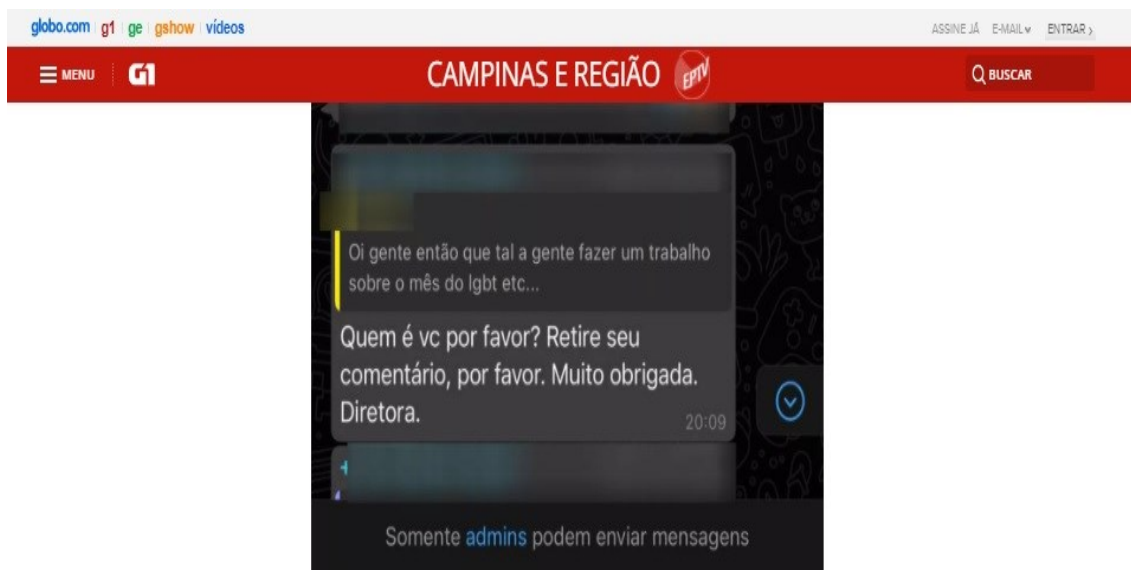 globo.com g1 ge gshow vídeos
ASSINE JÁ E-MAIL ENTRAR
MENU G1 CAMPINAS E REGIÃO EPTV BUSCAR
Oi gente então que tal a gente fazer um trabalho
sobre o mês do lgbt etc...
Quem é vc por favor? Retire seu
comentário, por favor. Muito obrigada.
Diretora.
20:09
Somente admins podem enviar mensagens